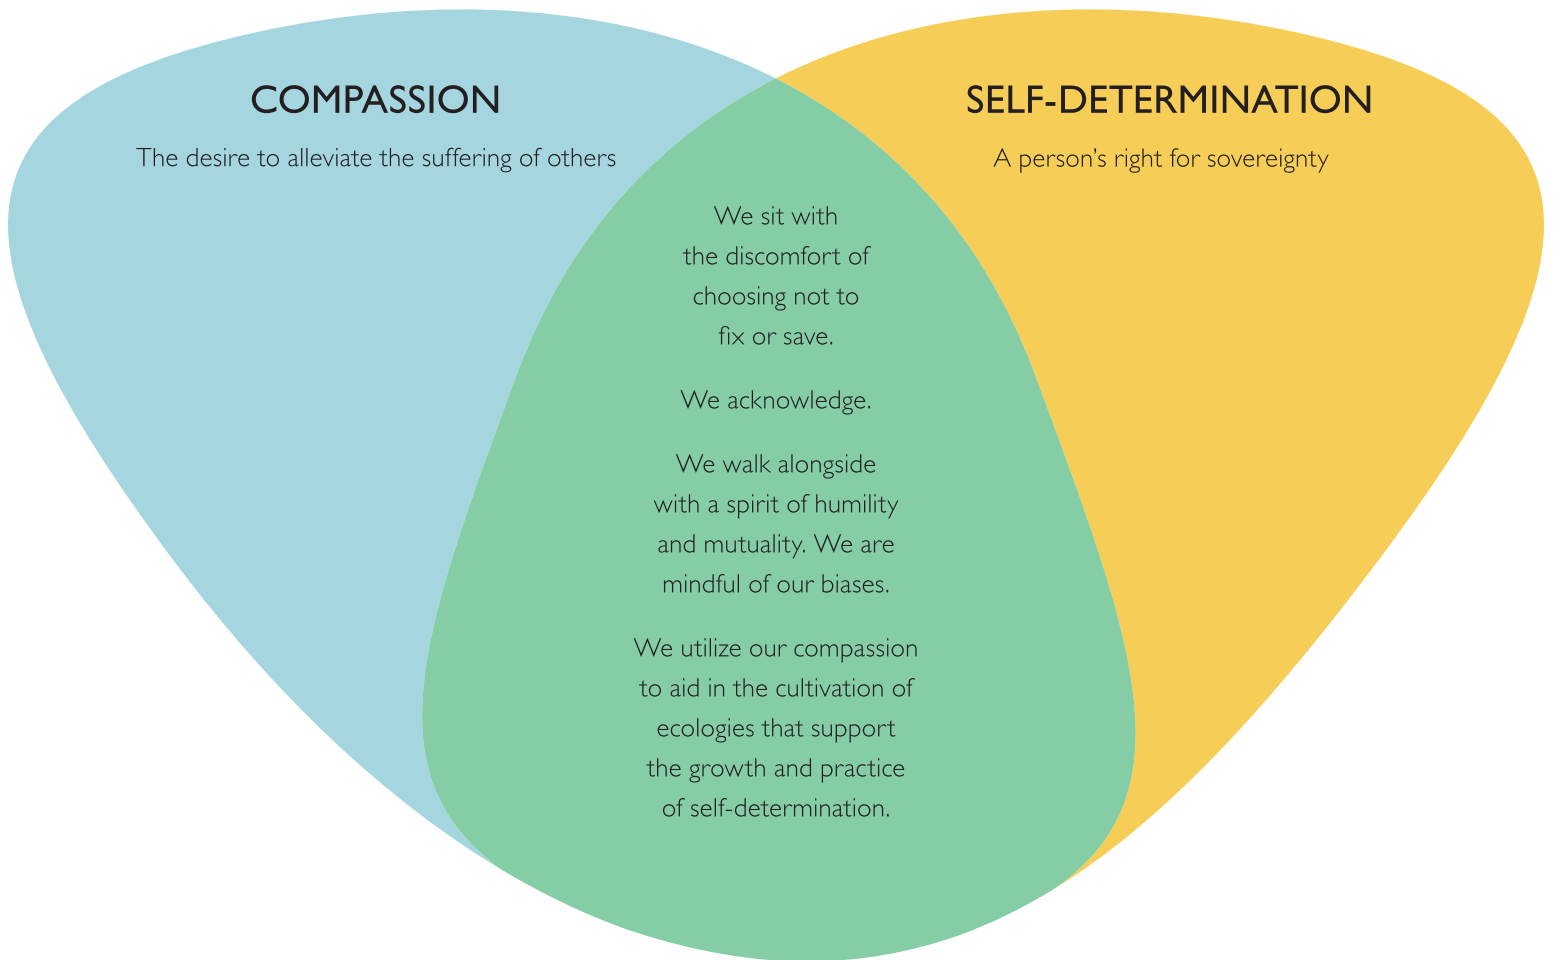 COMPASSION
The desire to alleviate the suffering of others
SELF-DETERMINATION
A person’s right for sovereignty
We sit with
the discomfort of
choosing not to
fix or save.
We acknowledge.
We walk alongside
with a spirit of humility
and mutuality. We are
mindful of our biases.
We utilize our compassion
to aid in the cultivation of
ecologies that support
the growth and practice
of self-determination.